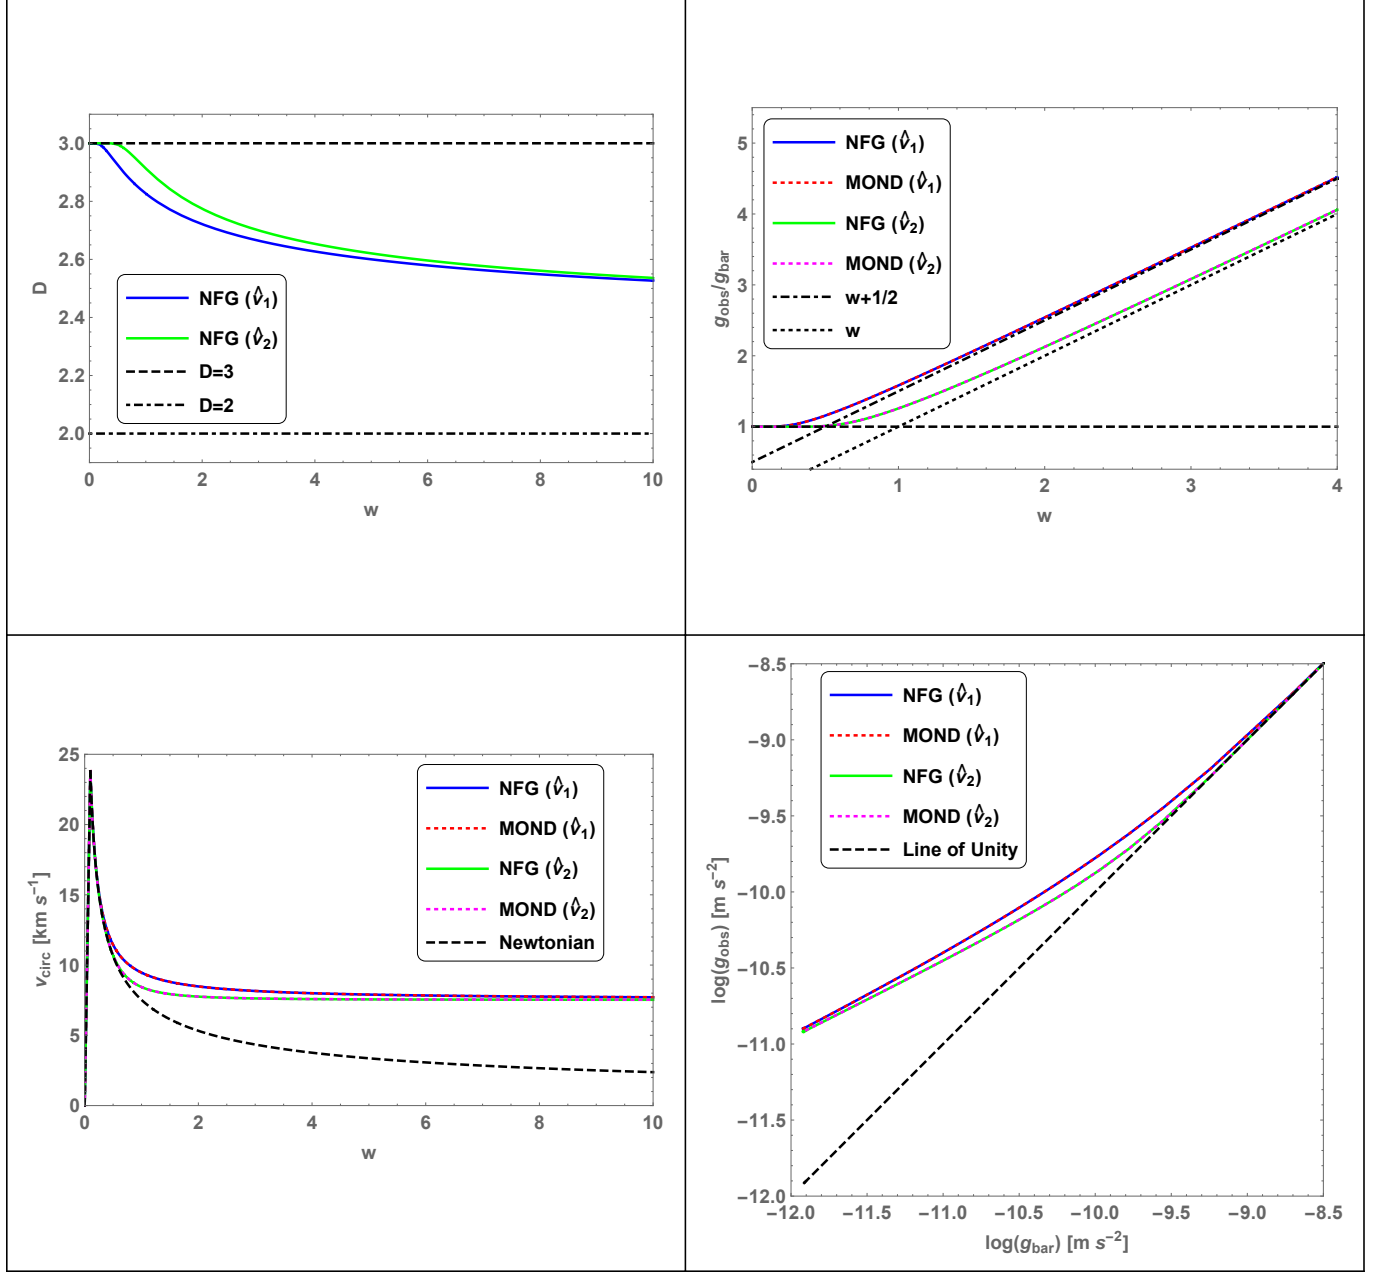 3.0
2.8
2.6
2.4
2.2
2.0
D
NFG (ν̂₁)
NFG (ν̂₂)
D=3
D=2
0 2 4 6 8 10
w
5
4
3
2
1
g_obs/g_bar
NFG (ν̂₁)
MOND (ν̂₁)
NFG (ν̂₂)
MOND (ν̂₂)
w+1/2
w
0 1 2 3 4
w
25
20
15
10
5
0
v_circ [km s⁻¹]
NFG (ν̂₁)
MOND (ν̂₁)
NFG (ν̂₂)
MOND (ν̂₂)
Newtonian
0 2 4 6 8 10
w
−8.5
−9.0
−9.5
−10.0
−10.5
−11.0
−11.5
−12.0
log(g_obs) [m s⁻²]
NFG (ν̂₁)
MOND (ν̂₁)
NFG (ν̂₂)
MOND (ν̂₂)
Line of Unity
−12.0 −11.5 −11.0 −10.5 −10.0 −9.5 −9.0 −8.5
log(g_bar) [m s⁻²]